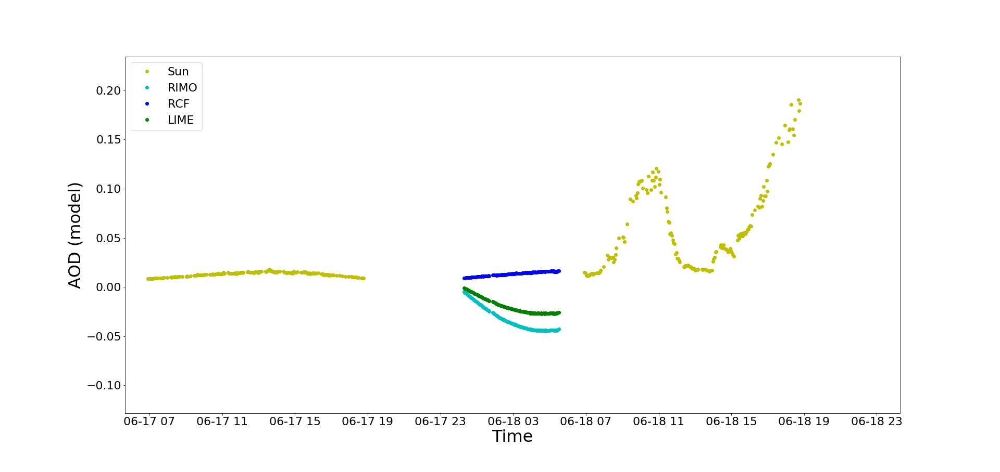 Sun
RIMO
RCF
LIME
AOD (model)
0.20
0.15
0.10
0.05
0.00
−0.05
−0.10
06-17 07 06-17 11 06-17 15 06-17 19 06-17 23 06-18 03 06-18 07 06-18 11 06-18 15 06-18 19 06-18 23
Time